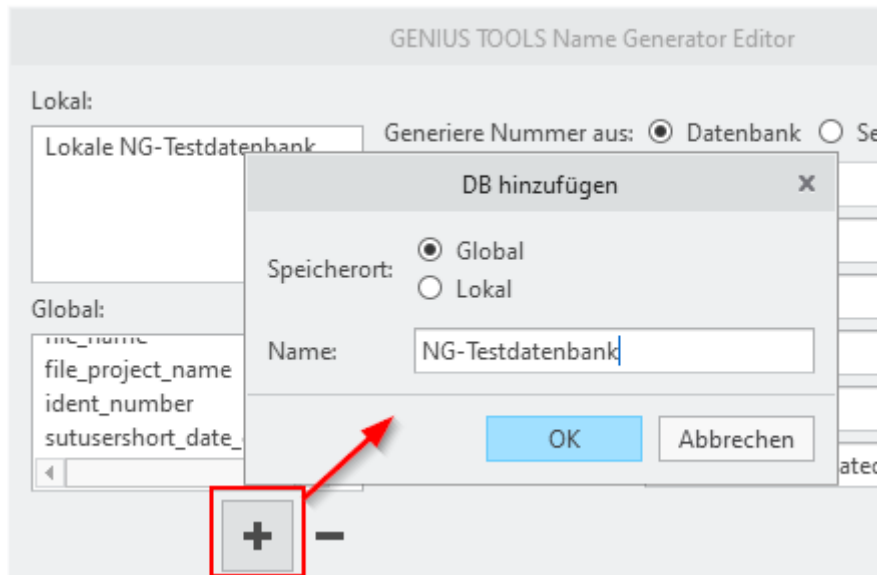 GENIUS TOOLS Name Generator Editor
Lokal:
Lokale NG-Testdatenbank
Generiere Nummer aus: Datenbank
DB hinzufügen
Speicherort:
Global
Lokal
Name:
NG-Testdatenbank
OK
Abbrechen
Global:
file_name
file_project_name
ident_number